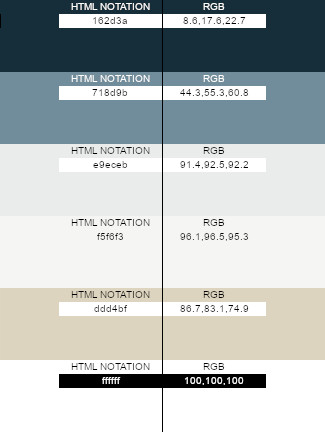 HTML NOTATION RGB
162d3a 8.6,17.6,22.7
HTML NOTATION RGB
718d9b 44.3,55.3,60.8
HTML NOTATION RGB
e9eceb 91.4,92.5,92.2
HTML NOTATION RGB
f5f6f3 96.1,96.5,95.3
HTML NOTATION RGB
ddd4bf 86.7,83.1,74.9
HTML NOTATION RGB
ffffff 100,100,100